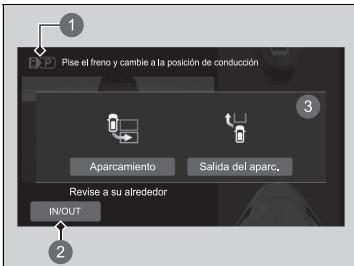 1
D P Pise el freno y cambie a la posición de conducción
3
Aparcamiento Salida del aparc.
Revise a su alrededor
IN/OUT
2